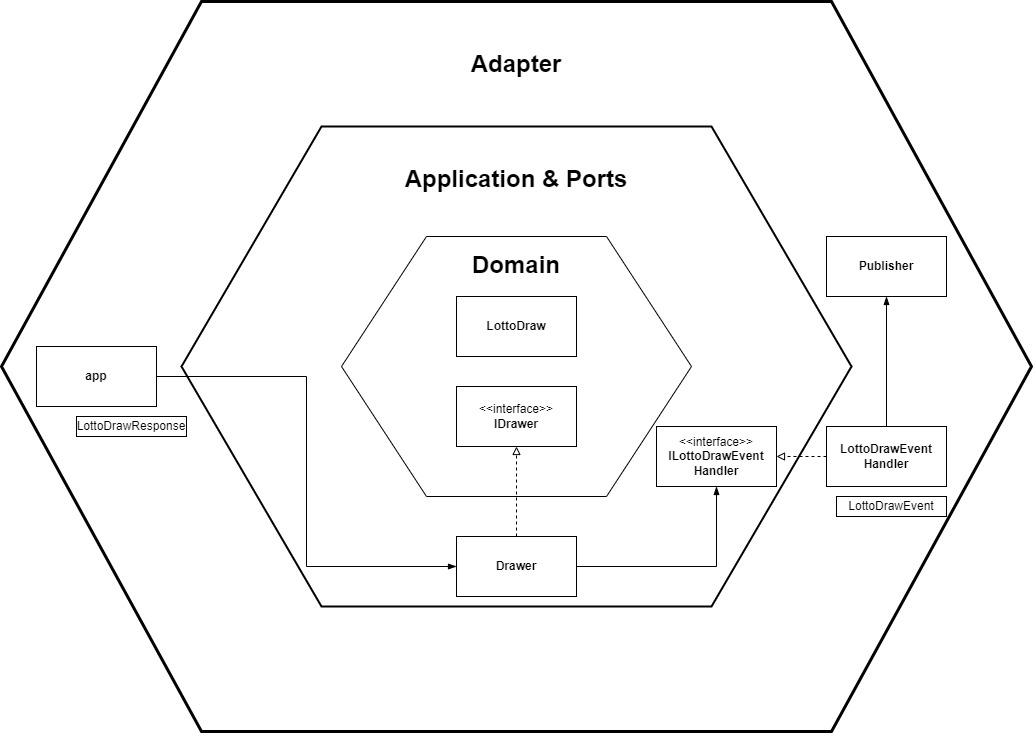 Adapter
Application & Ports
Domain
Publisher
LottoDraw
app
<<interface>>
IDrawer
LottoDrawResponse
<<interface>>
ILottoDrawEvent
Handler
LottoDrawEvent
Handler
LottoDrawEvent
Drawer